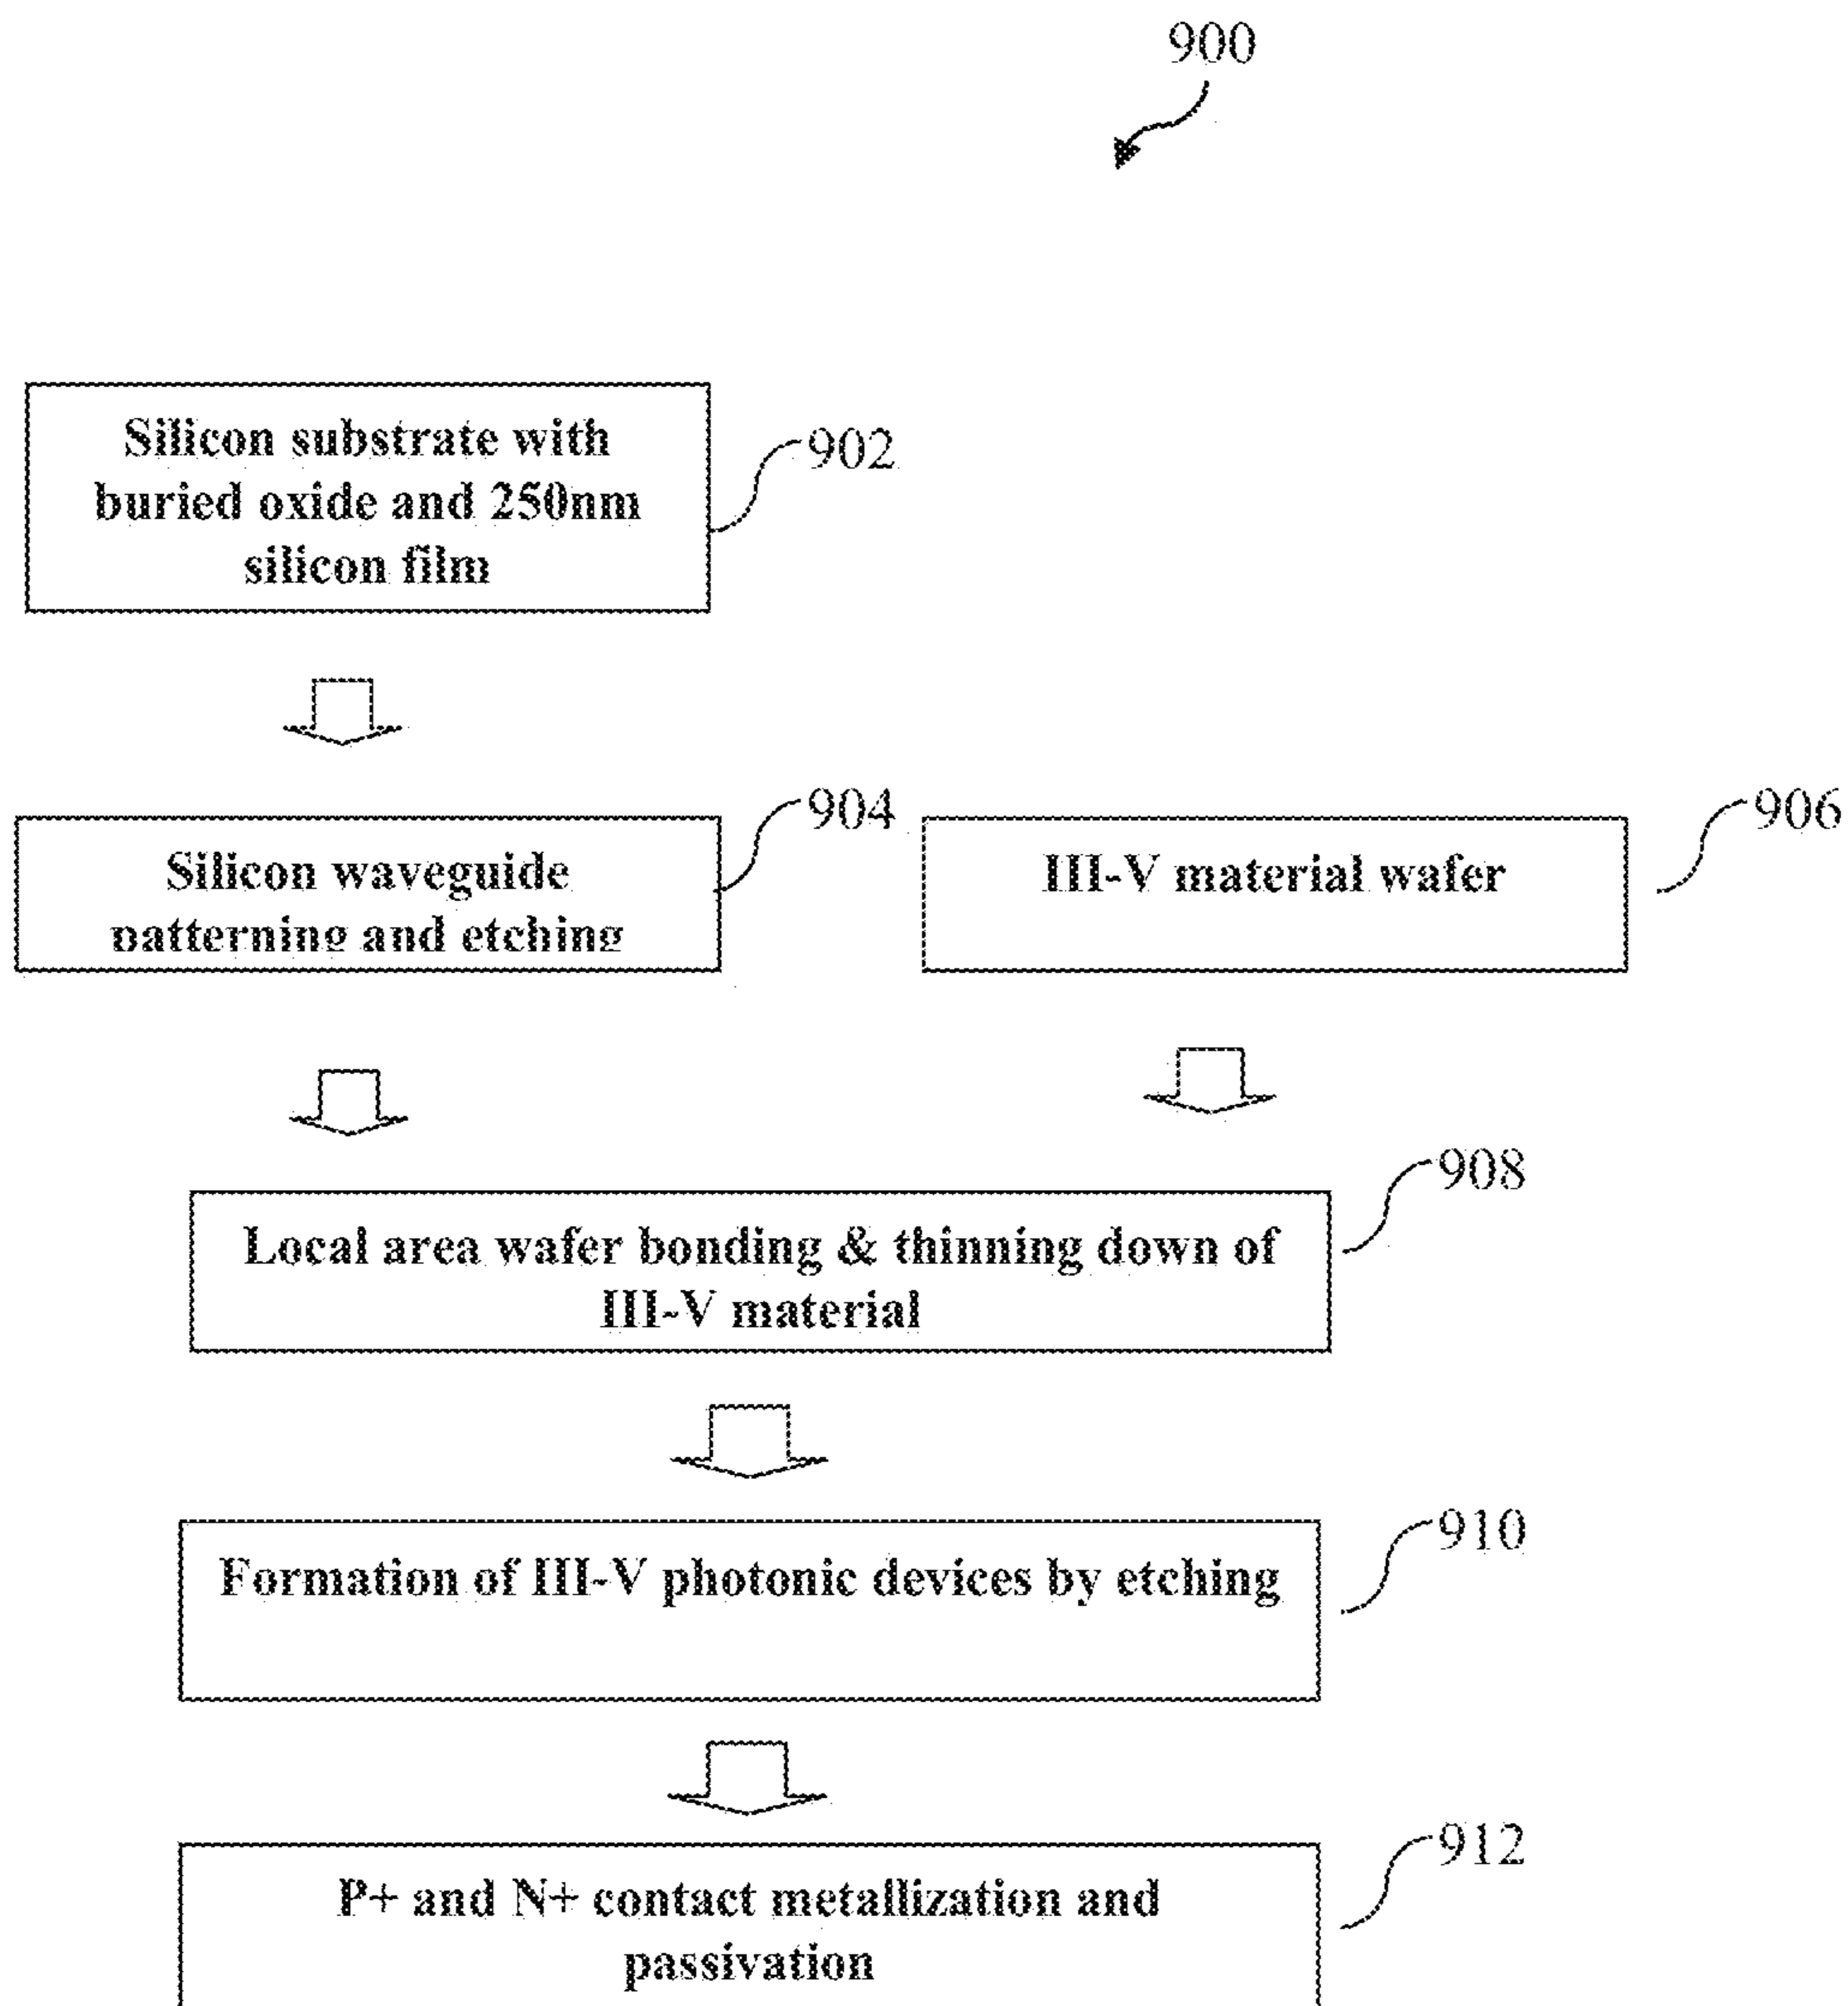 900
Silicon substrate with
buried oxide and 250nm
silicon film
902
Silicon waveguide
patterning and etching
904
III-V material wafer
906
Local area wafer bonding & thinning down of
III-V material
908
Formation of III-V photonic devices by etching
910
P+ and N+ contact metallization and
passivation
912